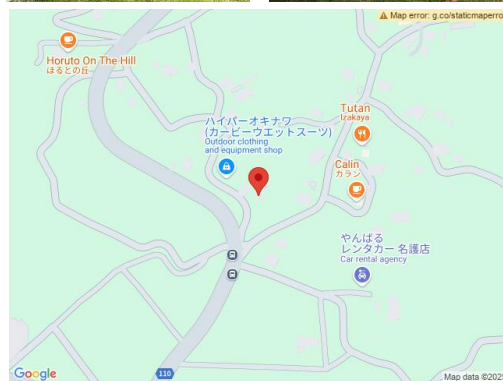 Map error: g.co/staticmaperro
Horuto On The Hill
ほるとの丘
ハイパーオキナワ
(カービーウエットスーツ)
Outdoor clothing
and equipment shop
Tutan
Izakaya
Calin
カラン
やんばる
レンタカー 名護店
Car rental agency
110
Google
Map data ©202